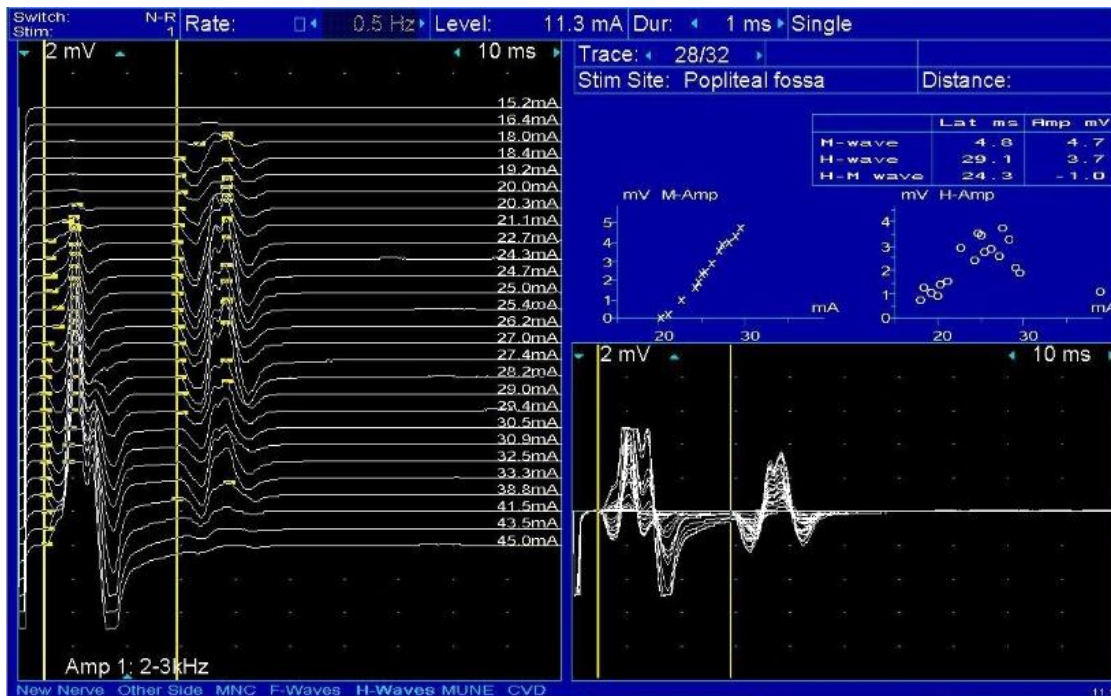 Switch: N-R
Stim: 1
Rate: 0.5 Hz
Level: 11.3 mA
Dur: 1 ms
Single
2 mV 10 ms
15.2mA
16.4mA
18.0mA
18.4mA
19.2mA
20.0mA
20.3mA
21.1mA
22.7mA
24.3mA
24.7mA
25.0mA
25.4mA
26.2mA
27.0mA
27.4mA
28.2mA
29.0mA
29.4mA
30.5mA
30.9mA
32.5mA
33.3mA
38.8mA
41.5mA
43.5mA
45.0mA
Amp 1: 2-3kHz
Trace: 28/32
Stim Site: Popliteal fossa Distance:
Lat ms Amp mV
M-wave 4.8 4.7
H-wave 29.1 3.7
H-M wave 24.3 -1.0
mV M-Amp
5
4
3
2
1
0
20 30
mA
mV H-Amp
4
3
2
1
0
20 30
2 mV 10 ms
New Nerve Other Side MNC F-Waves H-Waves MUNE CVD